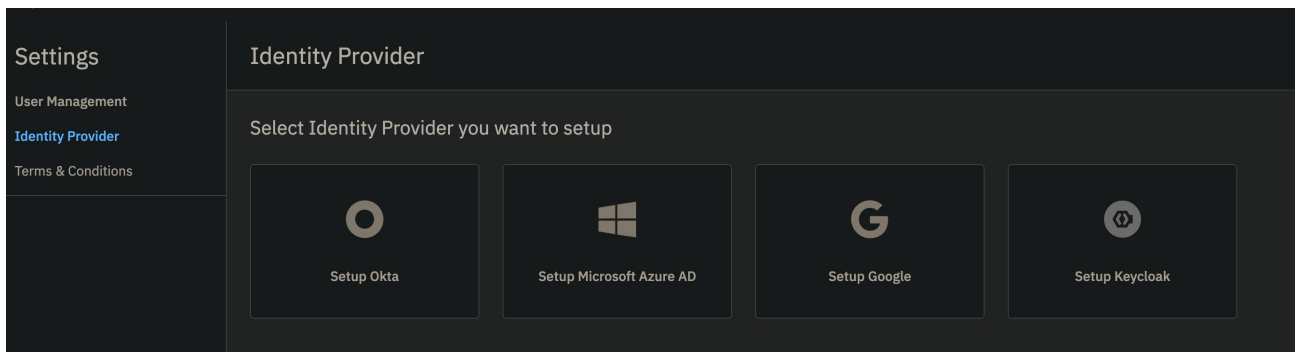 Settings
User Management
Identity Provider
Terms & Conditions
Identity Provider
Select Identity Provider you want to setup
Setup Okta
Setup Microsoft Azure AD
Setup Google
Setup Keycloak